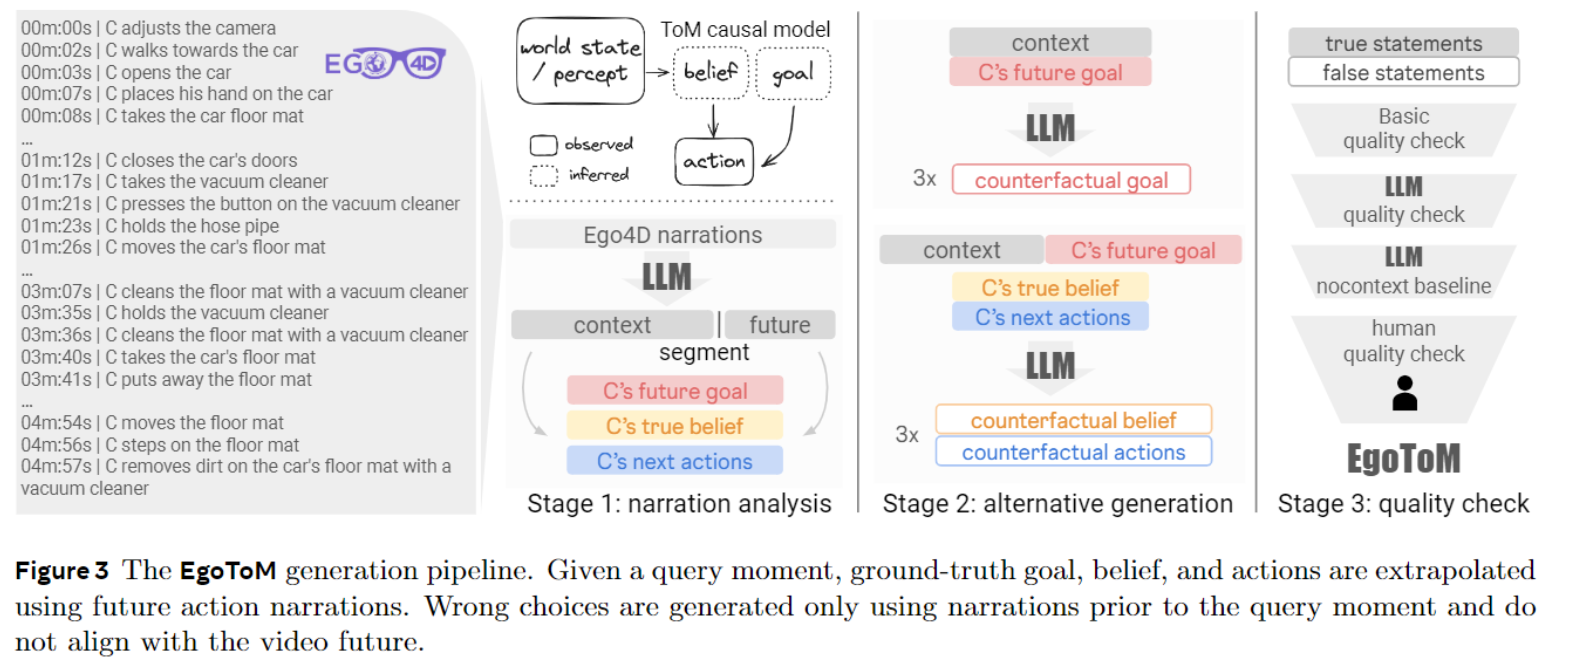 00m:00s | C adjusts the camera
00m:02s | C walks towards the car
00m:03s | C opens the car
00m:07s | C places his hand on the car
00m:08s | C takes the car floor mat
...
01m:12s | C closes the car's doors
01m:17s | C takes the vacuum cleaner
01m:21s | C presses the button on the vacuum cleaner
01m:23s | C holds the hose pipe
01m:26s | C moves the car's floor mat
...
03m:07s | C cleans the floor mat with a vacuum cleaner
03m:35s | C holds the vacuum cleaner
03m:36s | C cleans the floor mat with a vacuum cleaner
03m:40s | C takes the car's floor mat
03m:41s | C puts away the floor mat
...
04m:54s | C moves the floor mat
04m:56s | C steps on the floor mat
04m:57s | C removes dirt on the car's floor mat with a
vacuum cleaner
EGO4D
world state
/ percept
ToM causal model
belief
goal
observed
inferred
action
Ego4D narrations
LLM
context | future
segment
C's future goal
C's true belief
C's next actions
Stage 1: narration analysis
context
C's future goal
LLM
3x counterfactual goal
context C's future goal
C's true belief
C's next actions
LLM
3x
counterfactual belief
counterfactual actions
Stage 2: alternative generation
true statements
false statements
Basic
quality check
LLM
quality check
LLM
nocontext baseline
human
quality check
EgoToM
Stage 3: quality check
Figure 3 The EgoToM generation pipeline. Given a query moment, ground-truth goal, belief, and actions are extrapolated
using future action narrations. Wrong choices are generated only using narrations prior to the query moment and do
not align with the video future.